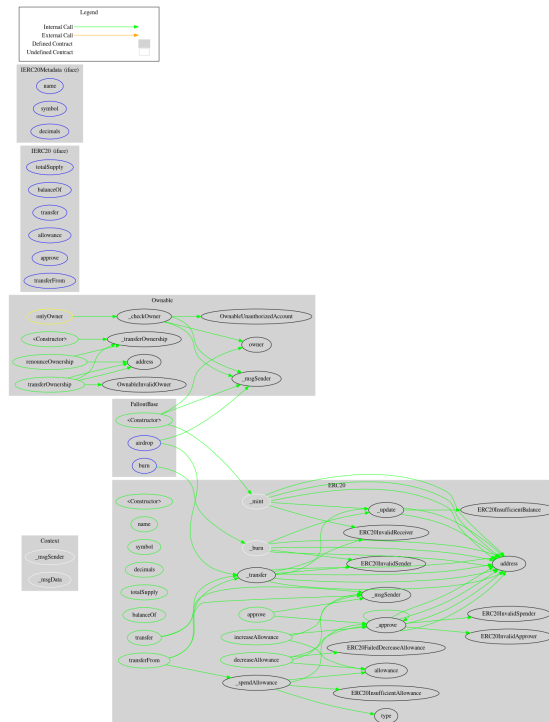 Legend
Internal Call
External Call
Defined Contract
Undefined Contract
IERC20Metadata (iface)
name
symbol
decimals
IERC20 (iface)
totalSupply
balanceOf
transfer
allowance
approve
transferFrom
Ownable
onlyOwner
_checkOwner
OwnableUnauthorizedAccount
<Constructor>
_transferOwnership
owner
renounceOwnership
address
_msgSender
transferOwnership
OwnableInvalidOwner
<Constructor>
airdrop
burn
ERC20
<Constructor>
_mint
_update
ERC20InsufficientBalance
name
ERC20InvalidReceiver
symbol
_burn
address
decimals
_transfer
ERC20InvalidSender
totalSupply
_msgSender
balanceOf
approve
_approve
ERC20InvalidSpender
transfer
increaseAllowance
ERC20InvalidApprover
ERC20FailedDecreaseAllowance
transferFrom
decreaseAllowance
allowance
_spendAllowance
ERC20InsufficientAllowance
type
Context
_msgSender
_msgData